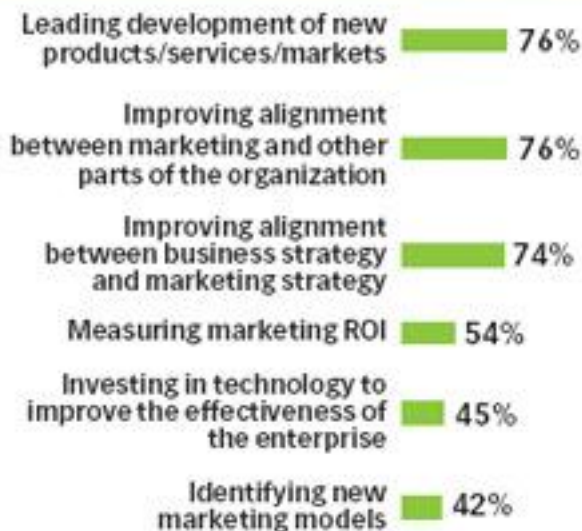 Leading development of new
products/services/markets
76%
Improving alignment
between marketing and other
parts of the organization
76%
Improving alignment
between business strategy
and marketing strategy
74%
Measuring marketing ROI
54%
Investing in technology to
improve the effectiveness of
the enterprise
45%
Identifying new
marketing models
42%